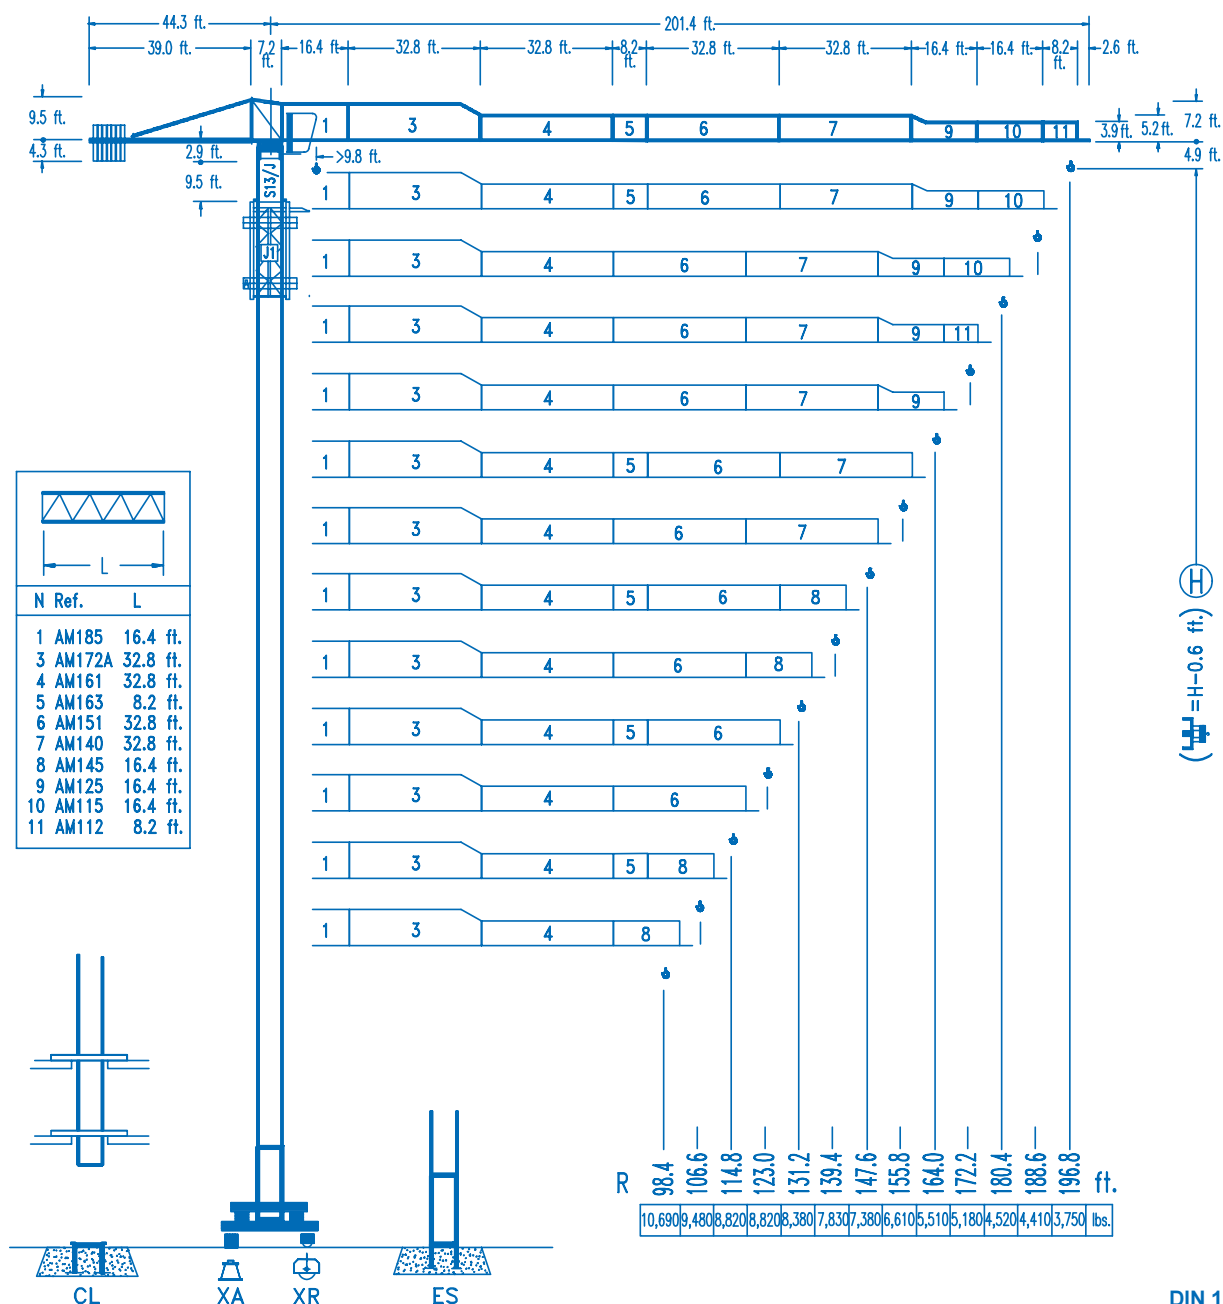 44.3 ft.
201.4 ft.
39.0 ft.
7.2 ft.
16.4 ft.
32.8 ft.
32.8 ft.
8.2 ft.
32.8 ft.
32.8 ft.
16.4 ft.
16.4 ft.
8.2 ft.
2.6 ft.
9.5 ft.
4.3 ft.
2.9 ft.
9.5 ft.
>9.8 ft.
3.9 ft.
5.2 ft.
7.2 ft.
4.9 ft.
S13/J
J1
1 3 4 5 6 7 9 10 11
1 3 4 5 6 7 9 10
1 3 4 6 7 9 10
1 3 4 6 7 9 11
1 3 4 6 7 9
1 3 4 5 6 7
1 3 4 6 7
1 3 4 5 6 8
1 3 4 6 8
1 3 4 5 6
1 3 4 6
1 3 4 5 8
1 3 4 8
H
( =H-0.6 ft.)
L
N Ref. L
1 AM185 16.4 ft.
3 AM172A 32.8 ft.
4 AM161 32.8 ft.
5 AM163 8.2 ft.
6 AM151 32.8 ft.
7 AM140 32.8 ft.
8 AM145 16.4 ft.
9 AM125 16.4 ft.
10 AM115 16.4 ft.
11 AM112 8.2 ft.
R 98.4 106.6 114.8 123.0 131.2 139.4 147.6 155.8 164.0 172.2 180.4 188.6 196.8 ft.
10,690 9,480 8,820 8,820 8,380 7,830 7,380 6,610 5,510 5,180 4,520 4,410 3,750 lbs.
CL XA XR ES
DIN 1